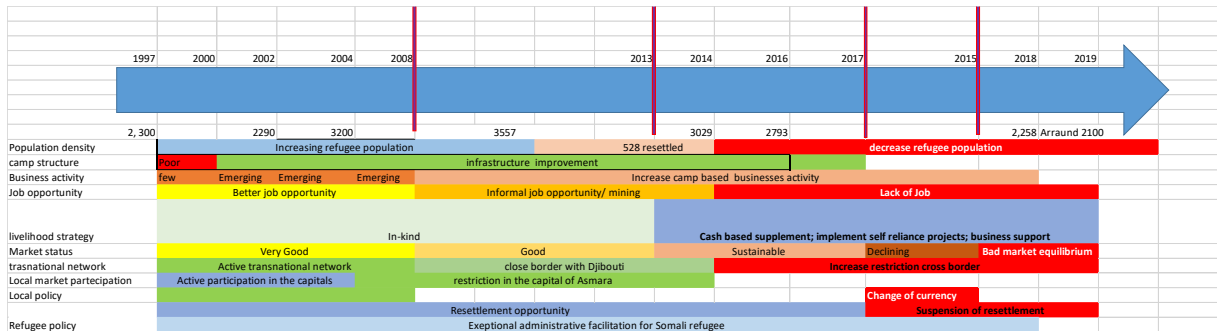 1997 2000 2002 2004 2008 2013 2014 2016 2017 2015 2018 2019
2, 300 2290 3200 3557 3029 2793 2,258 Arraund 2100
Population density Increasing refugee population 528 resettled decrease refugee population
camp structure Poor infrastructure improvement
Business activity few Emerging Emerging Emerging Increase camp based businesses activity
Job opportunity Better job opportunity Informal job opportunity/ mining Lack of Job
livelihood strategy In-kind Cash based supplement; implement self reliance projects; business support
Market status Very Good Good Sustainable Declining Bad market equilibrium
trasnational network Active transnational network close border with Djibouti Increase restriction cross border
Local market partecipation Active participation in the capitals restriction in the capital of Asmara
Local policy Change of currency
Resettlement opportunity Suspension of resettlement
Refugee policy Exeptional administrative facilitation for Somali refugee